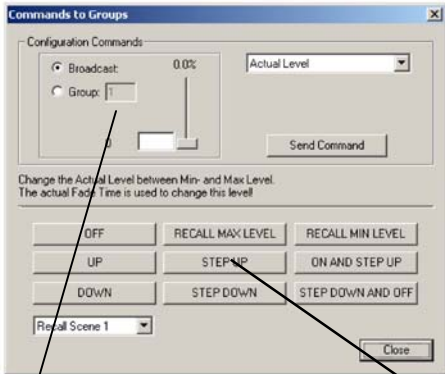 Commands to Groups
Configuration Commands
Broadcast:
0.0%
Actual Level
Group: 1
0
Send Command
Change the Actual Level between Min- and Max Level.
The actual Fade Time is used to change this level!
OFF
RECALL MAX LEVEL
RECALL MIN LEVEL
UP
STEP UP
ON AND STEP UP
DOWN
STEP DOWN
STEP DOWN AND OFF
Recall Scene 1
Close